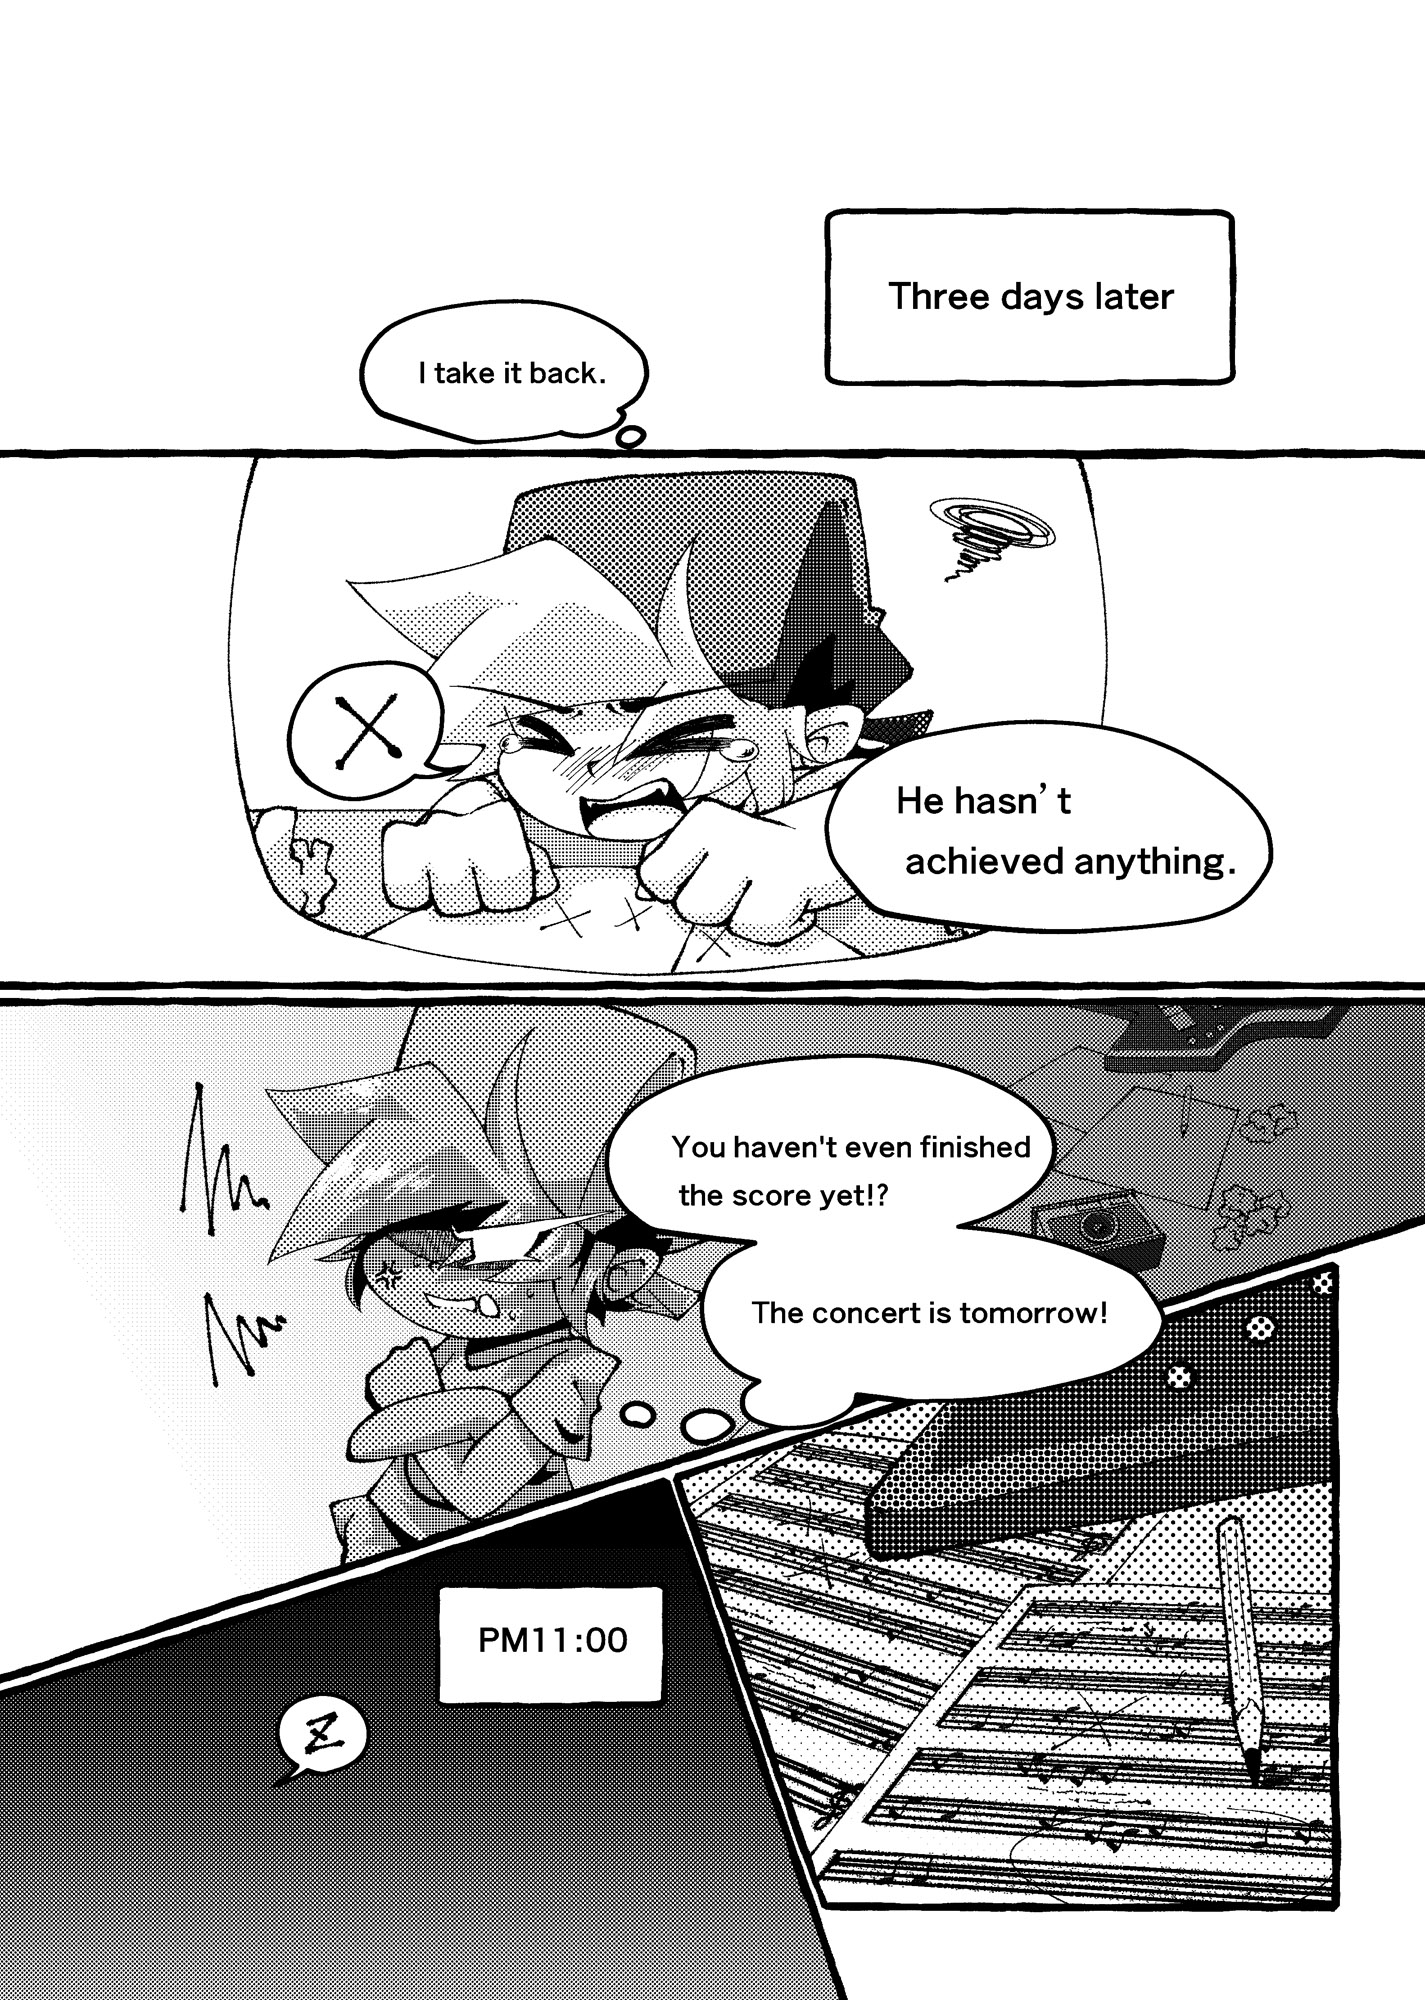 Three days later
I take it back.
He hasn't
achieved anything.
You haven't even finished
the score yet!?
The concert is tomorrow!
PM11:00
Z